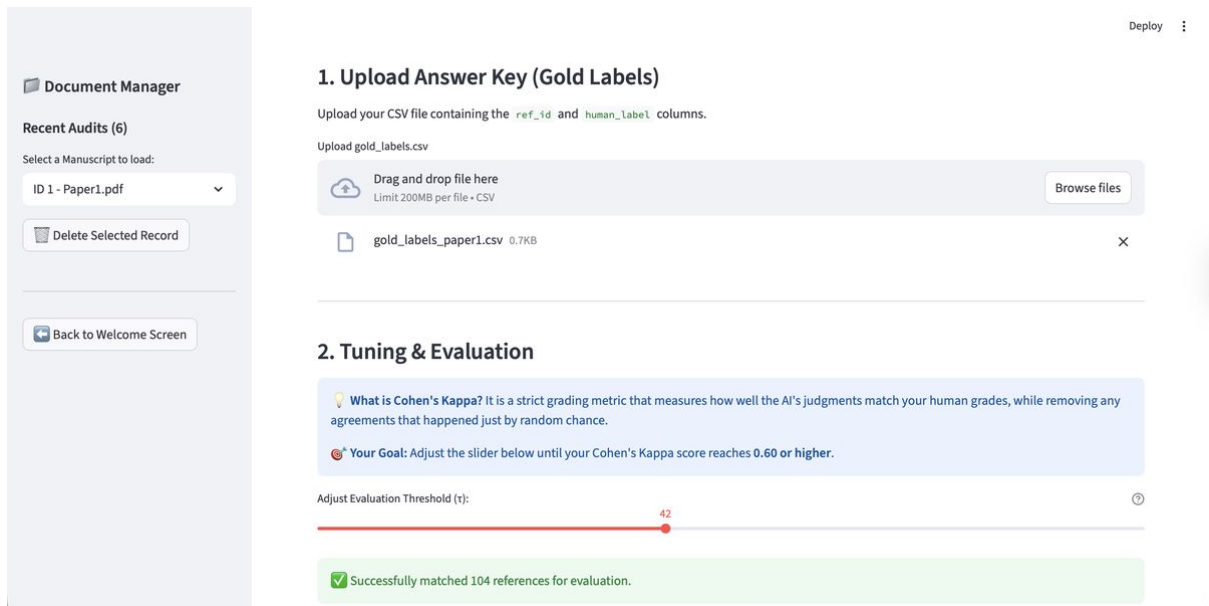 Deploy
Document Manager
Recent Audits (6)
Select a Manuscript to load:
ID 1 - Paper1.pdf
Delete Selected Record
Back to Welcome Screen
1. Upload Answer Key (Gold Labels)
Upload your CSV file containing the ref_id and human_label columns.
Upload gold_labels.csv
Drag and drop file here
Limit 200MB per file • CSV
Browse files
gold_labels_paper1.csv 0.7KB
2. Tuning & Evaluation
What is Cohen's Kappa? It is a strict grading metric that measures how well the AI's judgments match your human grades, while removing any
agreements that happened just by random chance.
Your Goal: Adjust the slider below until your Cohen's Kappa score reaches 0.60 or higher.
Adjust Evaluation Threshold (τ):
42
Successfully matched 104 references for evaluation.